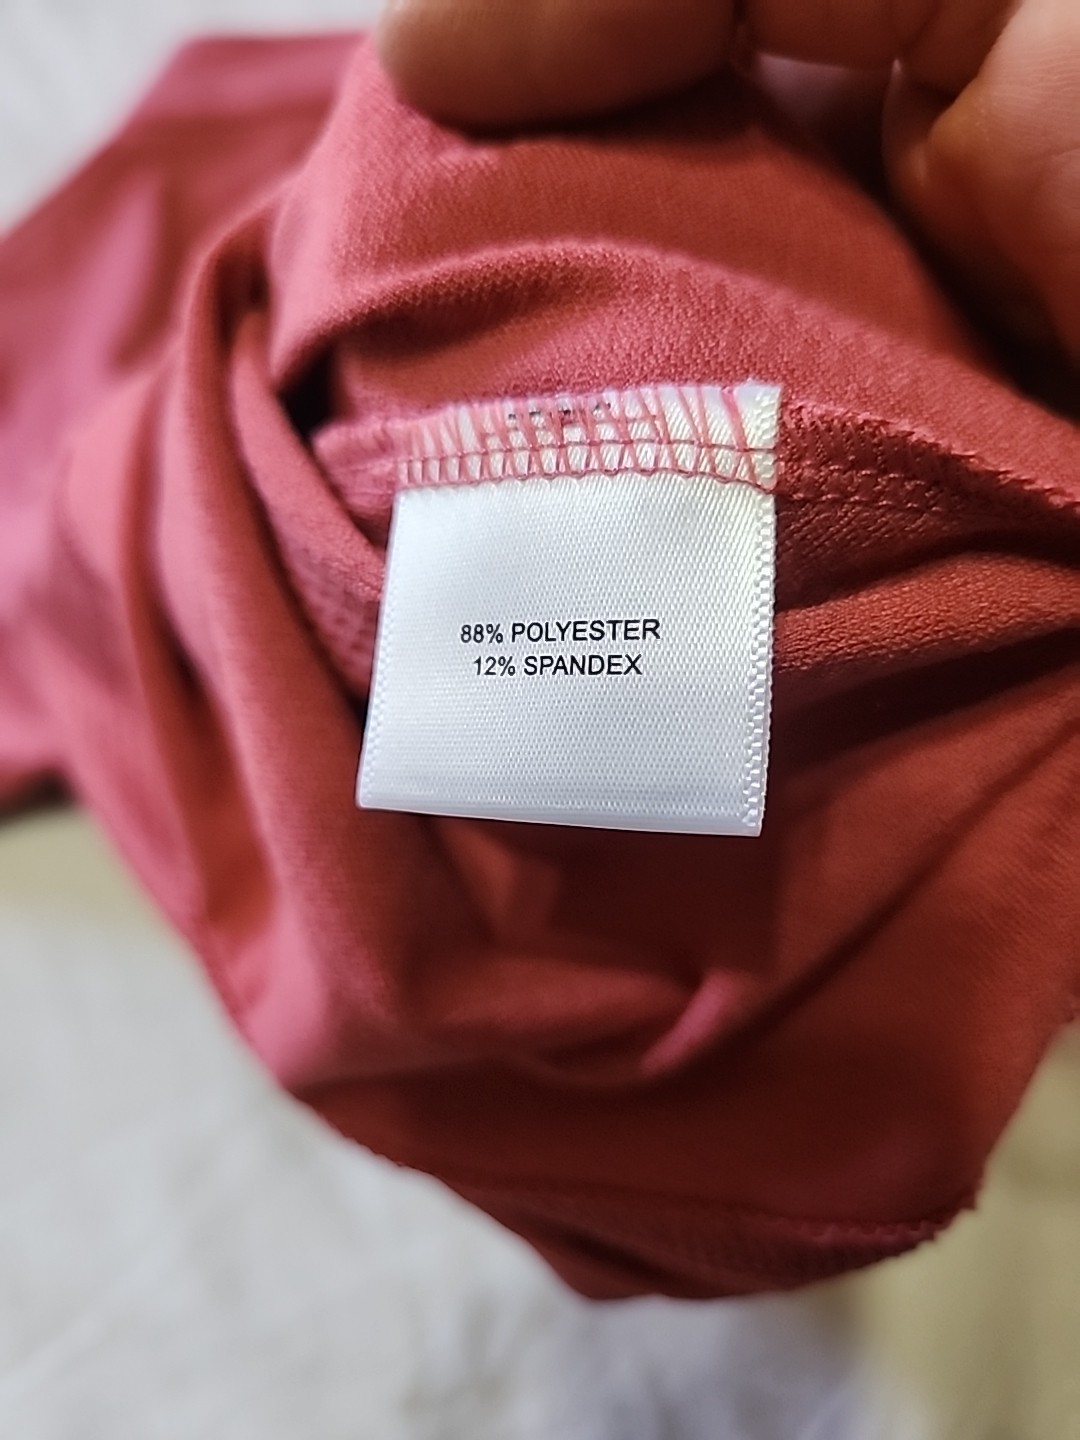 88% POLYESTER
12% SPANDEX